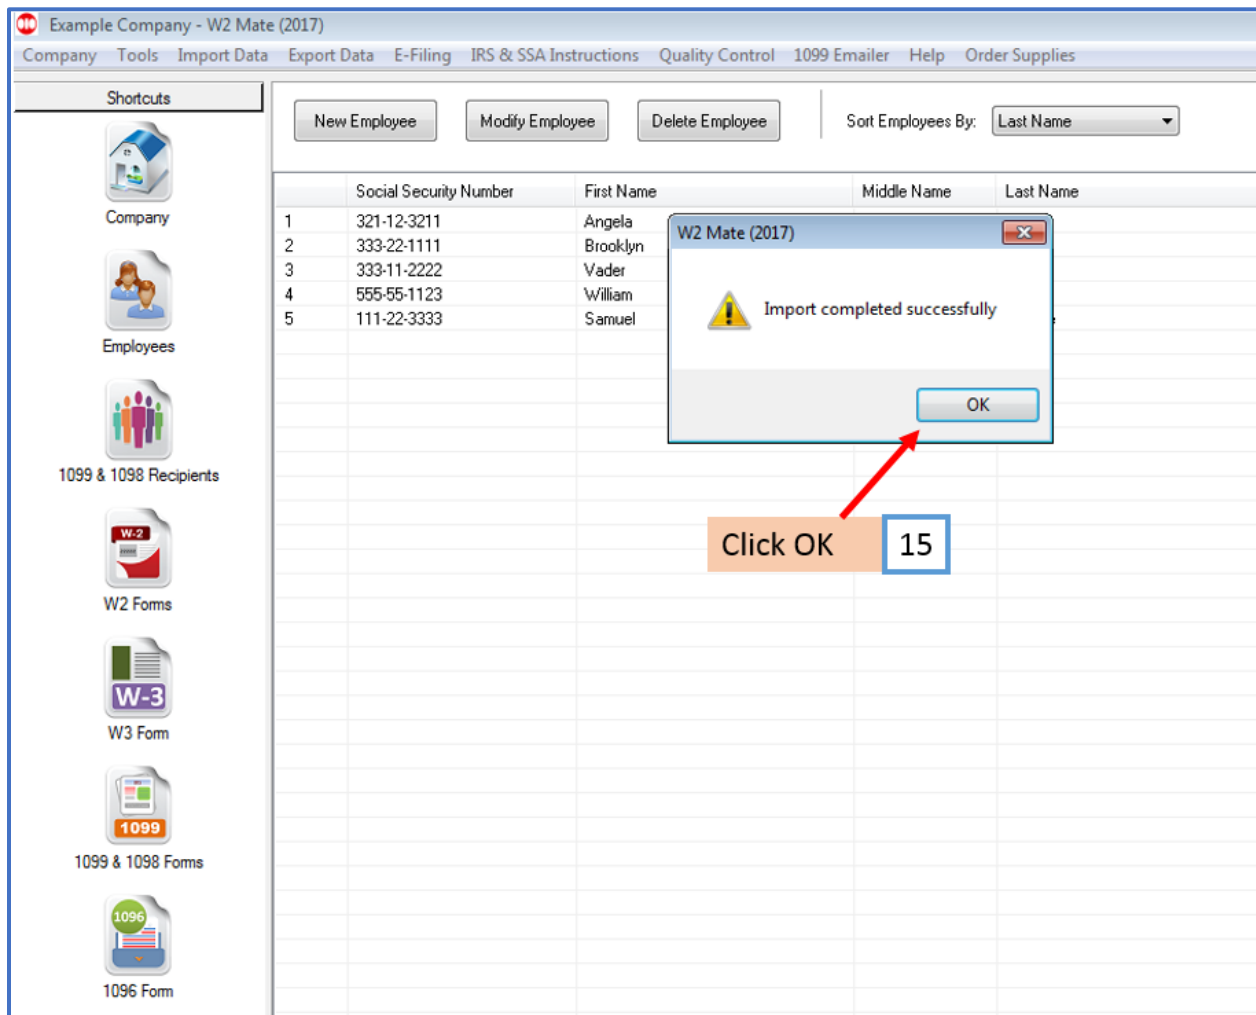 Example Company - W2 Mate (2017)
Company Tools Import Data Export Data E-Filing IRS & SSA Instructions Quality Control 1099 Emailer Help Order Supplies
Shortcuts
Company
Employees
1099 & 1098 Recipients
W-2
W2 Forms
W-3
W3 Form
1099
1099 & 1098 Forms
1096
1096 Form
New Employee Modify Employee Delete Employee Sort Employees By: Last Name
Social Security Number First Name Middle Name Last Name
1 321-12-3211 Angela
2 333-22-1111 Brooklyn
3 333-11-2222 Vader
4 555-55-1123 William
5 111-22-3333 Samuel
W2 Mate (2017)
Import completed successfully
OK
Click OK 15